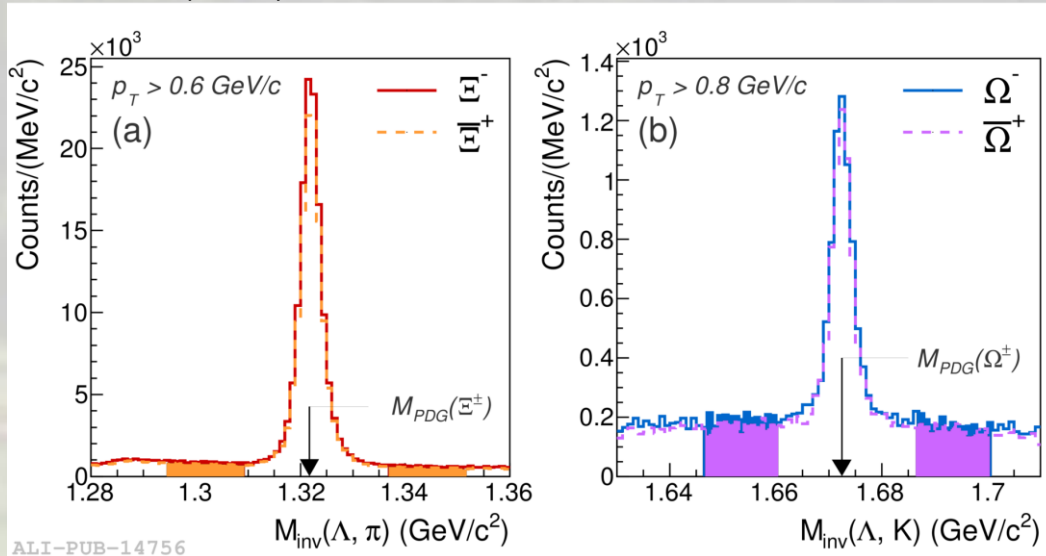 ×10³
p_T > 0.6 GeV/c
(a)
Ξ⁻
Ξ̅⁺
Counts/(MeV/c²)
25
20
15
10
5
0
M_PDG(Ξ±)
1.28
1.3
1.32
1.34
1.36
M_inv(Λ, π) (GeV/c²)
×10³
p_T > 0.8 GeV/c
(b)
Ω⁻
Ω̅⁺
Counts/(MeV/c²)
1.4
1.2
1
0.8
0.6
0.4
0.2
0
M_PDG(Ω±)
1.64
1.66
1.68
1.7
M_inv(Λ, K) (GeV/c²)
ALI-PUB-14756